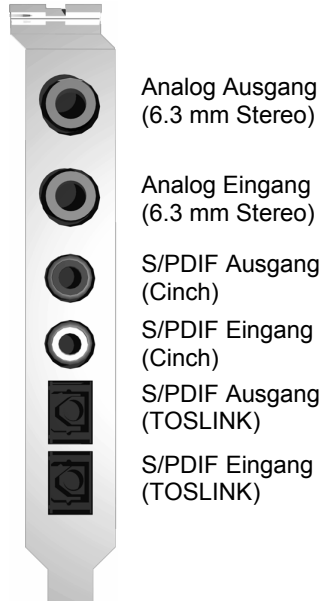 Analog Ausgang
(6.3 mm Stereo)
Analog Eingang
(6.3 mm Stereo)
S/PDIF Ausgang
(Cinch)
S/PDIF Eingang
(Cinch)
S/PDIF Ausgang
(TOSLINK)
S/PDIF Eingang
(TOSLINK)